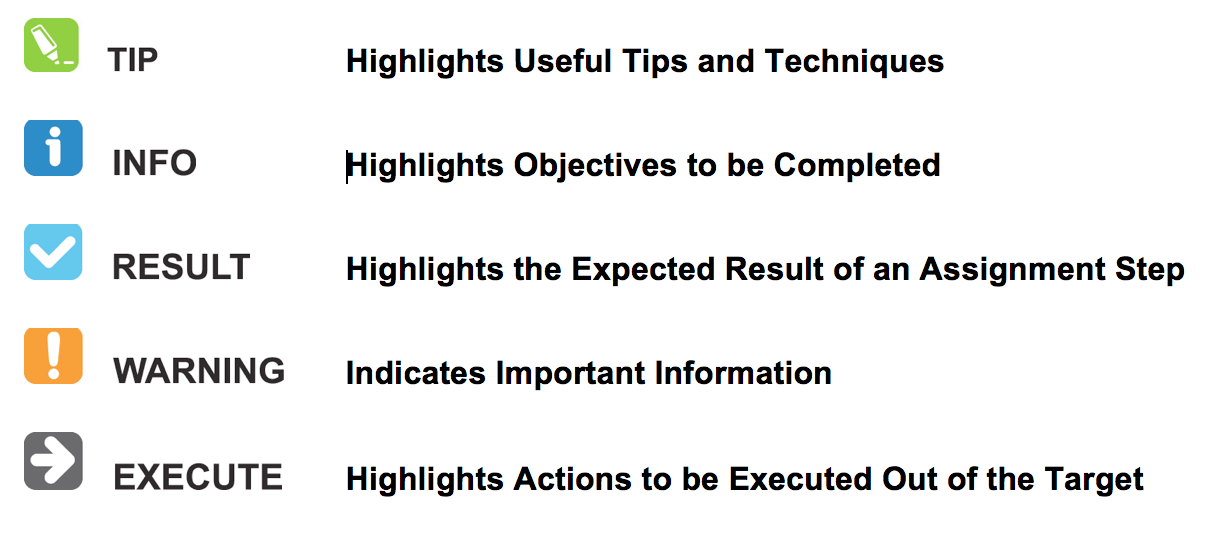 TIP Highlights Useful Tips and Techniques
INFO Highlights Objectives to be Completed
RESULT Highlights the Expected Result of an Assignment Step
WARNING Indicates Important Information
EXECUTE Highlights Actions to be Executed Out of the Target